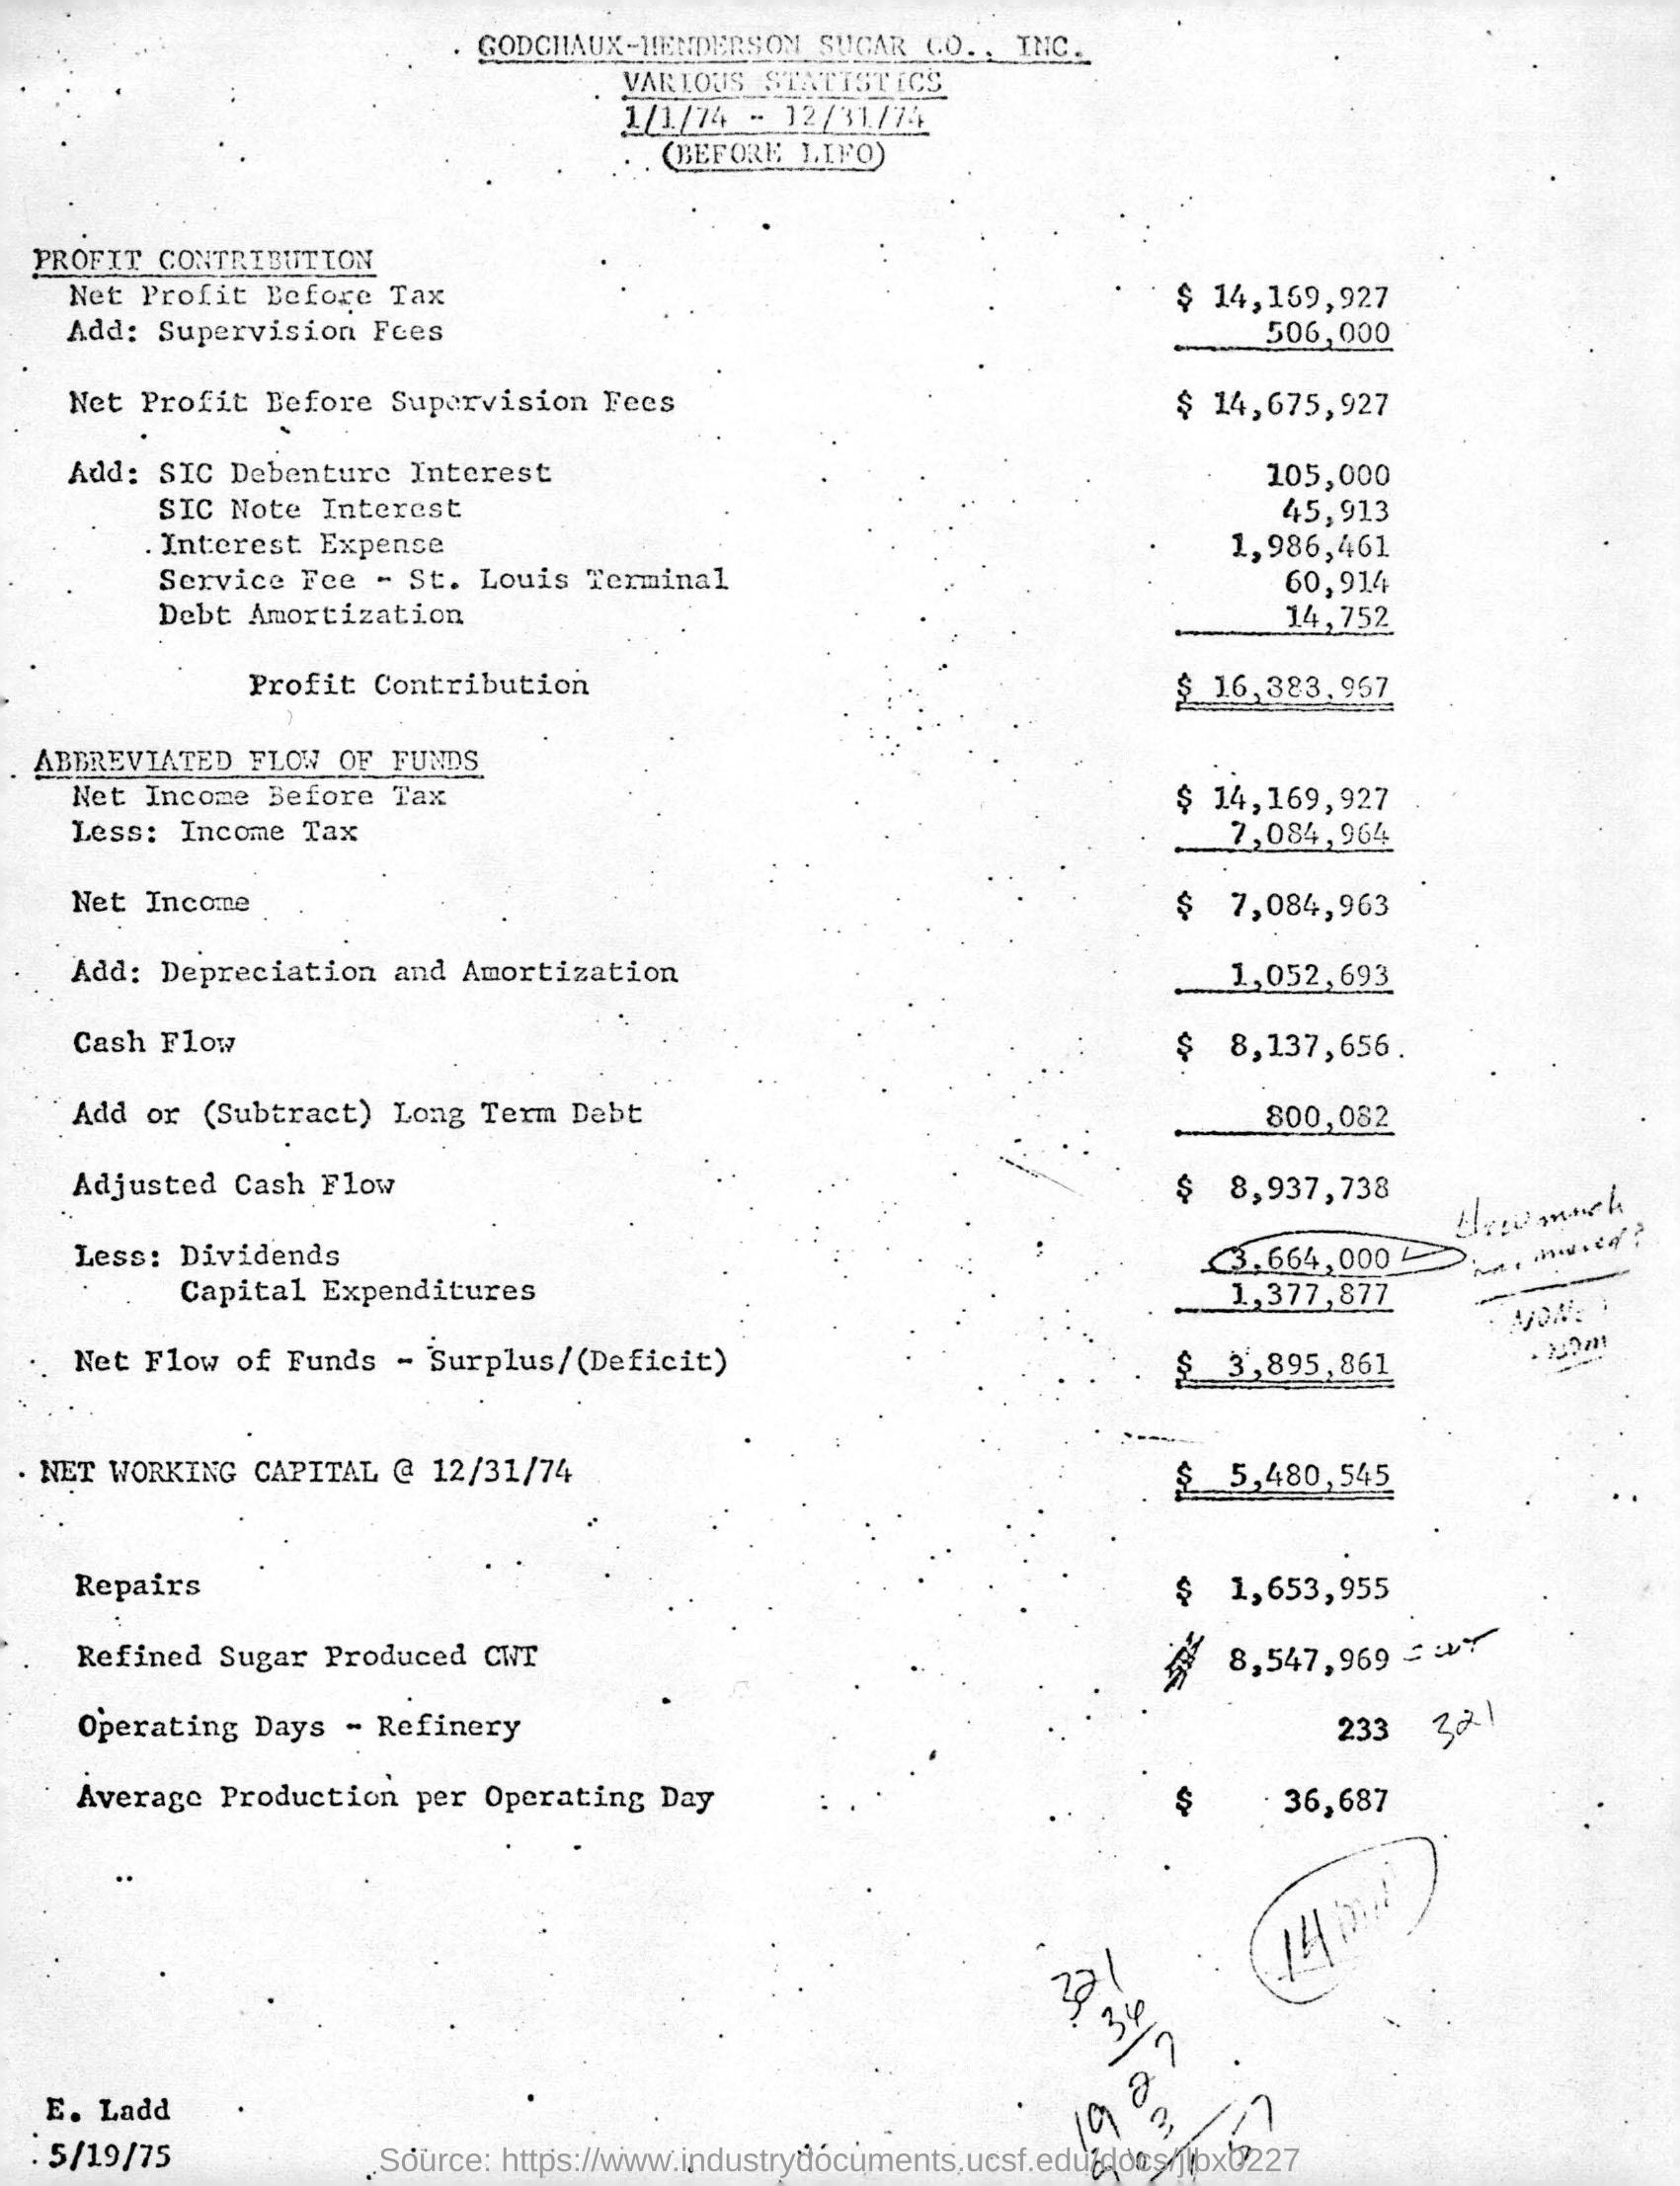 GODCHAUX-HENDERSON SUGAR CO., INC.
VARIOUS STATISTICS
1/1/74 - 12/31/74
(BEFORE LIFO)
PROFIT CONTRIBUTION
Net Profit Before Tax $ 14,169,927
Add: Supervision Fees 506,000
Net Profit Before Supervision Fees $ 14,675,927
Add: SIC Debenture Interest 105,000
SIC Note Interest 45,913
Interest Expense 1,986,461
Service Fee - St. Louis Terminal 60,914
Debt Amortization 14,752
Profit Contribution $ 16,888,967
ABBREVIATED FLOW OF FUNDS
Net Income Before Tax $ 14,169,927
Less: Income Tax 7,084,964
Net Income $ 7,084,963
Add: Depreciation and Amortization 1,052,693
Cash Flow $ 8,137,656
Add or (Subtract) Long Term Debt 800,082
Adjusted Cash Flow $ 8,937,738
How much
Less: Dividends 3,664,000
Capital Expenditures 1,377,877
Net Flow of Funds - Surplus/(Deficit) $ 3,895,861
NET WORKING CAPITAL @ 12/31/74 $ 5,480,545
Repairs $ 1,653,955
Refined Sugar Produced CWT 8,547,969 = cwt
Operating Days - Refinery 233 321
Average Production per Operating Day $ 36,687
14
321
E. Ladd
5/19/75
Source: https://www.industrydocuments.ucsf.edu/docs/jlbx0227